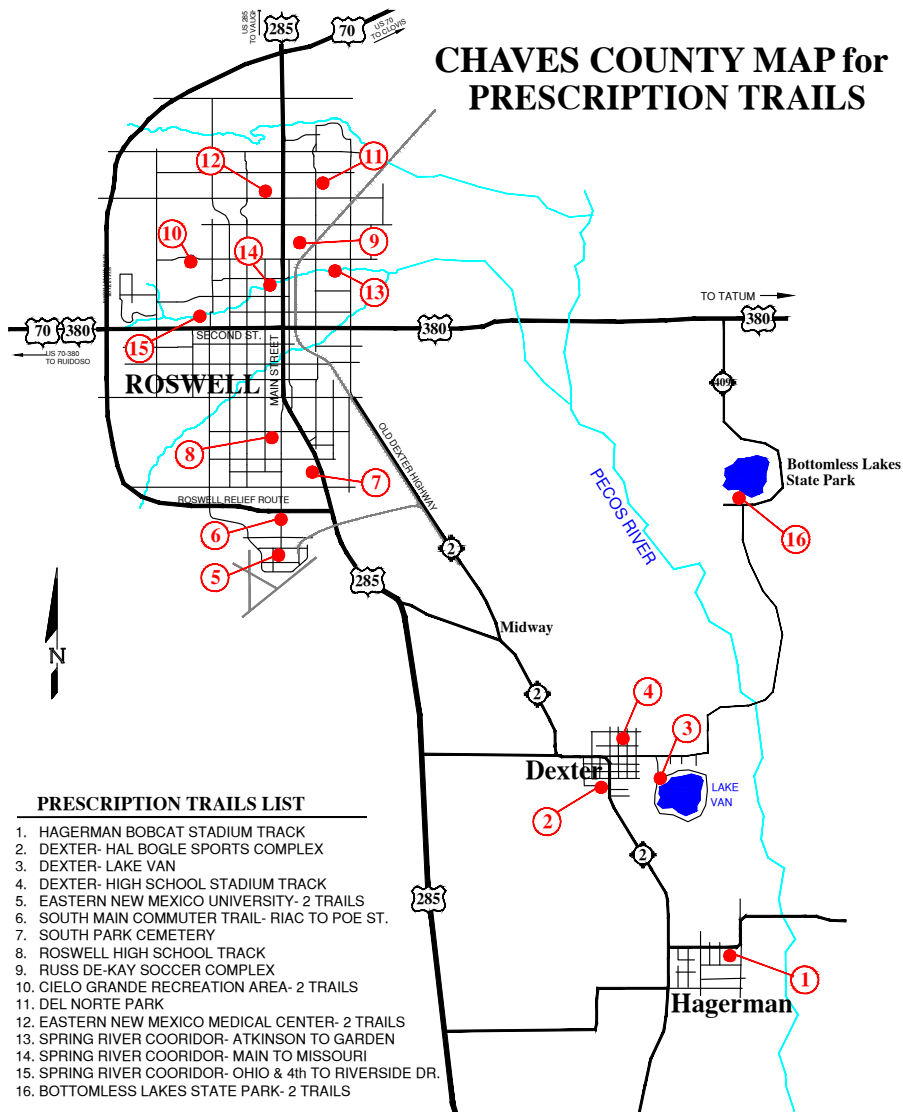 US 285
TO VAUGHN
285
70
US 70
TO CLOVIS
CHAVES COUNTY MAP for
PRESCRIPTION TRAILS
12
11
10
14
9
13
15
TO TATUM
70
380
380
380
SECOND ST.
US 70-380
TO RUIDOSO
MAIN STREET
ROSWELL
409
OLD DEXTER HIGHWAY
8
7
Bottomless Lakes
State Park
PECOS RIVER
ROSWELL RELIEF ROUTE
6
16
5
2
285
N
Midway
2
4
3
Dexter
LAKE
VAN
2
2
285
1
Hagerman
PRESCRIPTION TRAILS LIST
1. HAGERMAN BOBCAT STADIUM TRACK
2. DEXTER- HAL BOGLE SPORTS COMPLEX
3. DEXTER- LAKE VAN
4. DEXTER- HIGH SCHOOL STADIUM TRACK
5. EASTERN NEW MEXICO UNIVERSITY- 2 TRAILS
6. SOUTH MAIN COMMUTER TRAIL- RIAC TO POE ST.
7. SOUTH PARK CEMETERY
8. ROSWELL HIGH SCHOOL TRACK
9. RUSS DE-KAY SOCCER COMPLEX
10. CIELO GRANDE RECREATION AREA- 2 TRAILS
11. DEL NORTE PARK
12. EASTERN NEW MEXICO MEDICAL CENTER- 2 TRAILS
13. SPRING RIVER COORIDOR- ATKINSON TO GARDEN
14. SPRING RIVER COORIDOR- MAIN TO MISSOURI
15. SPRING RIVER COORIDOR- OHIO & 4th TO RIVERSIDE DR.
16. BOTTOMLESS LAKES STATE PARK- 2 TRAILS